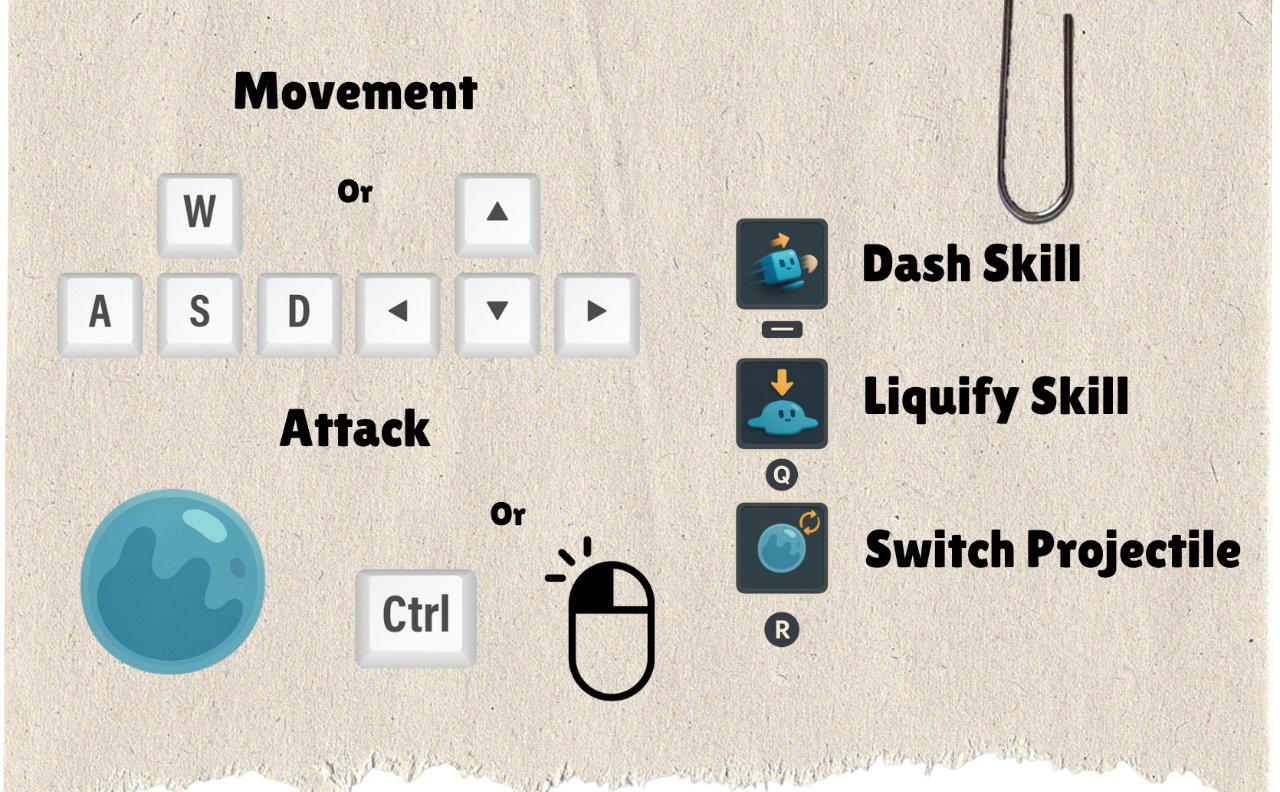 Movement
W
Or
▲
A S D ◄ ▼ ►
Attack
Or
Ctrl
Dash Skill
Liquify Skill
Q
Switch Projectile
R